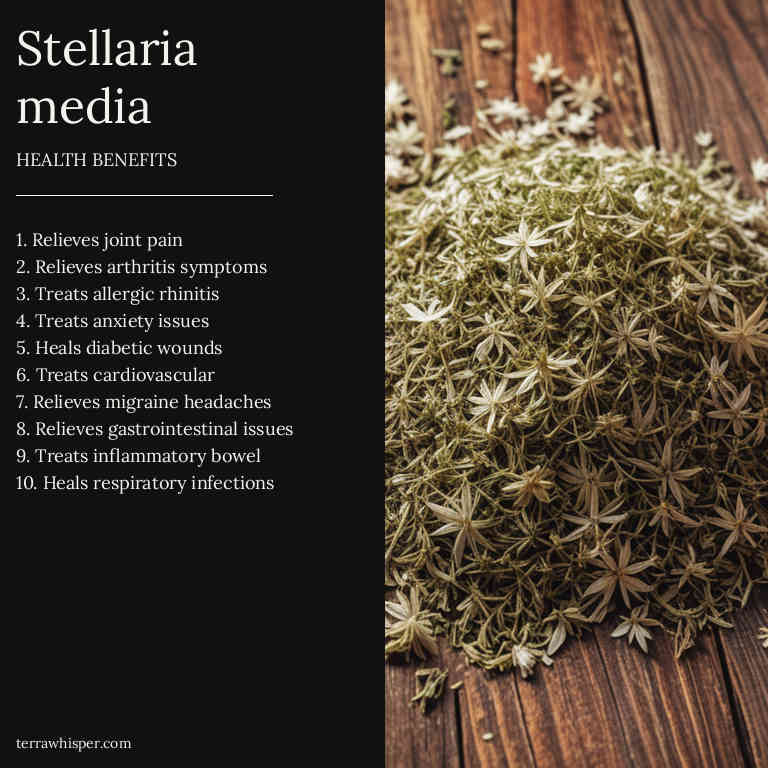 Stellaria
media
HEALTH BENEFITS
1. Relieves joint pain
2. Relieves arthritis symptoms
3. Treats allergic rhinitis
4. Treats anxiety issues
5. Heals diabetic wounds
6. Treats cardiovascular
7. Relieves migraine headaches
8. Relieves gastrointestinal issues
9. Treats inflammatory bowel
10. Heals respiratory infections
terrawhisper.com